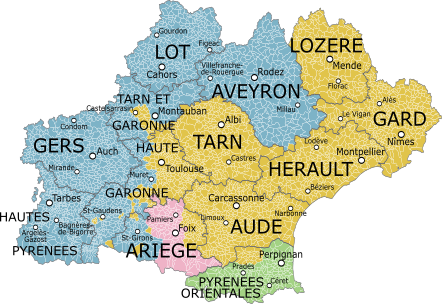 Gourdon
LOT
Figeac
LOZERE
Mende
Cahors
Villefranche-
de-Rouergue
Rodez
Florac
AVEYRON
TARN ET
Castelsarrasin
Montauban
Millau
Alès
Le Vigan
GARD
Condom
GARONNE
Albi
Nîmes
GERS
Auch
HAUTE
TARN
Lodève
Montpellier
Mirande
Toulouse
Castres
HERAULT
Muret
Béziers
Tarbes
GARONNE
Carcassonne
HAUTES
St-Gaudens
Pamiers
Limoux
Narbonne
Argelès
Gazost
Bagnères-
de-Bigorre
Foix
AUDE
St-Girons
PYRENEES
ARIEGE
Perpignan
Prades
Céret
PYRENEES
ORIENTALES